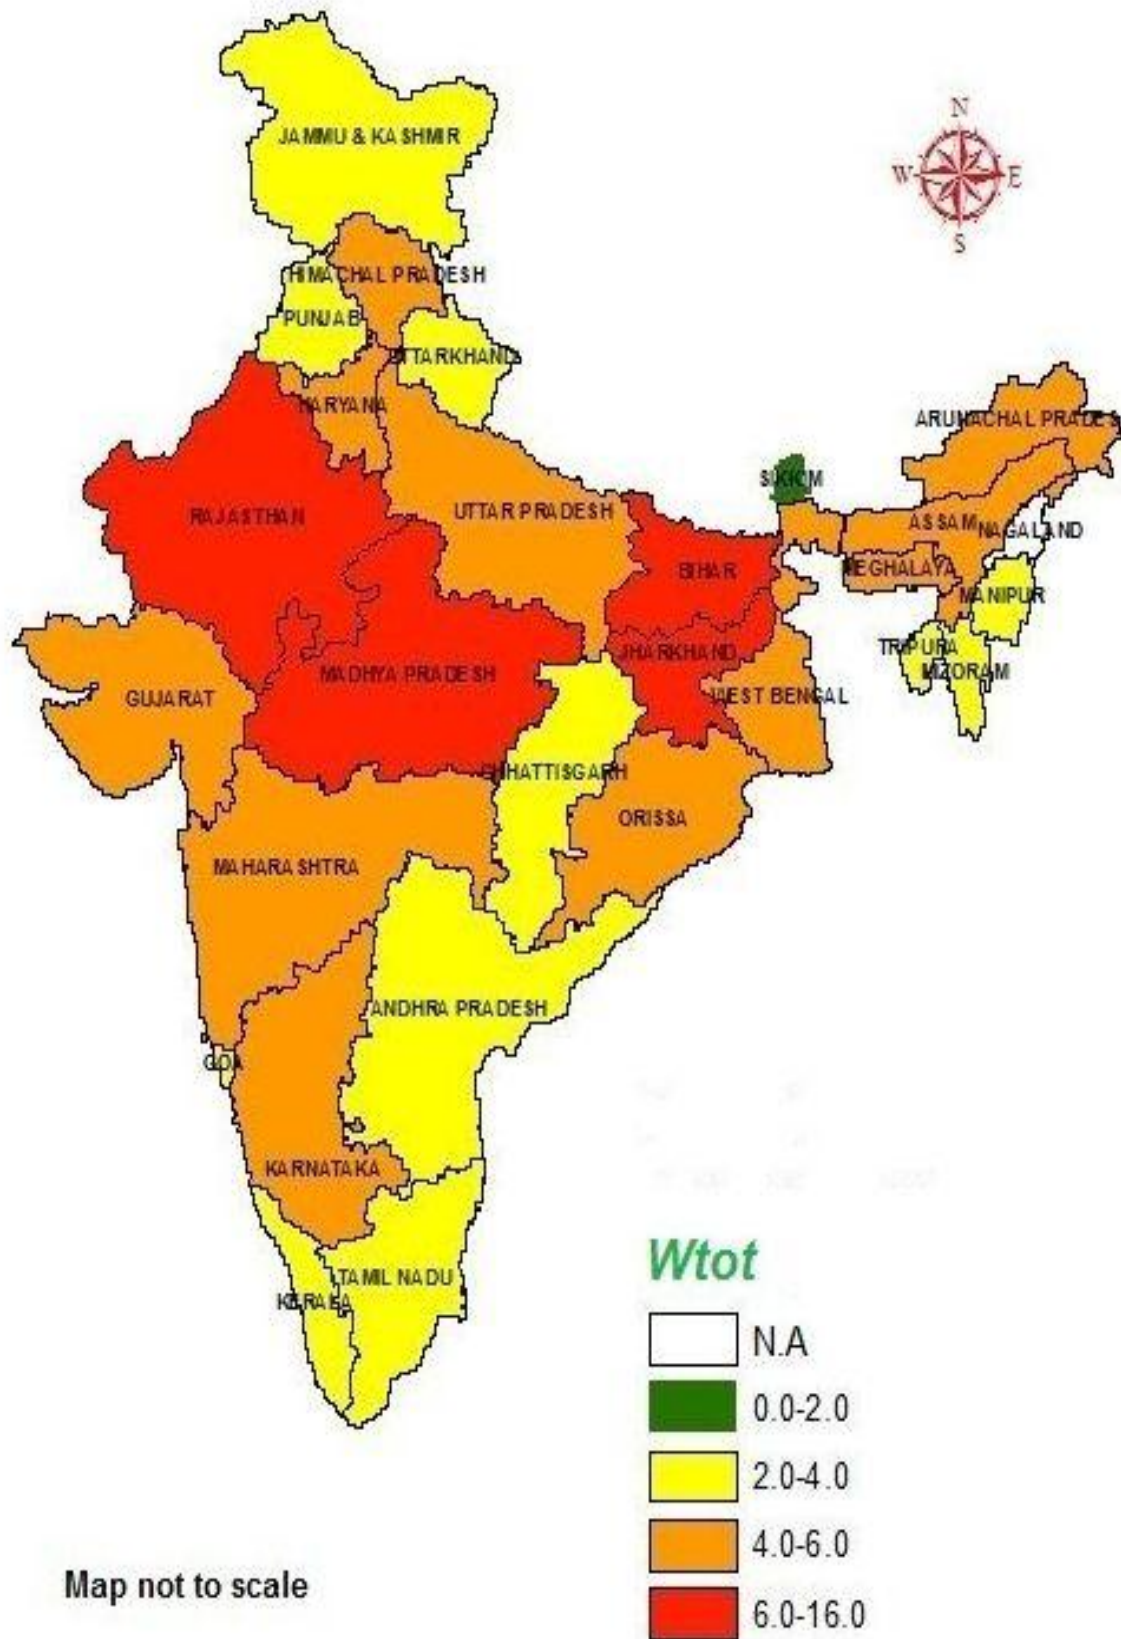 N
JAMMU & KASHMIR
W E
S
HIMACHAL PRADESH
PUNJAB
UTTARKHAND
HARYANA
ARUNACHAL PRADES
SIKKIM
RAJASTHAN
UTTAR PRADESH
ASSAM
NAGALAND
BIHAR
MEGHALAYA
MANIPUR
TRIPURA
JHARKHAND
MIZORAM
MADHYA PRADESH
GUJARAT
WEST BENGAL
CHHATTISGARH
ORISSA
MAHARASHTRA
ANDHRA PRADESH
GOA
KARNATAKA
TAMIL NADU
KERALA
Wtot
N.A
0.0-2.0
2.0-4.0
4.0-6.0
6.0-16.0
Map not to scale